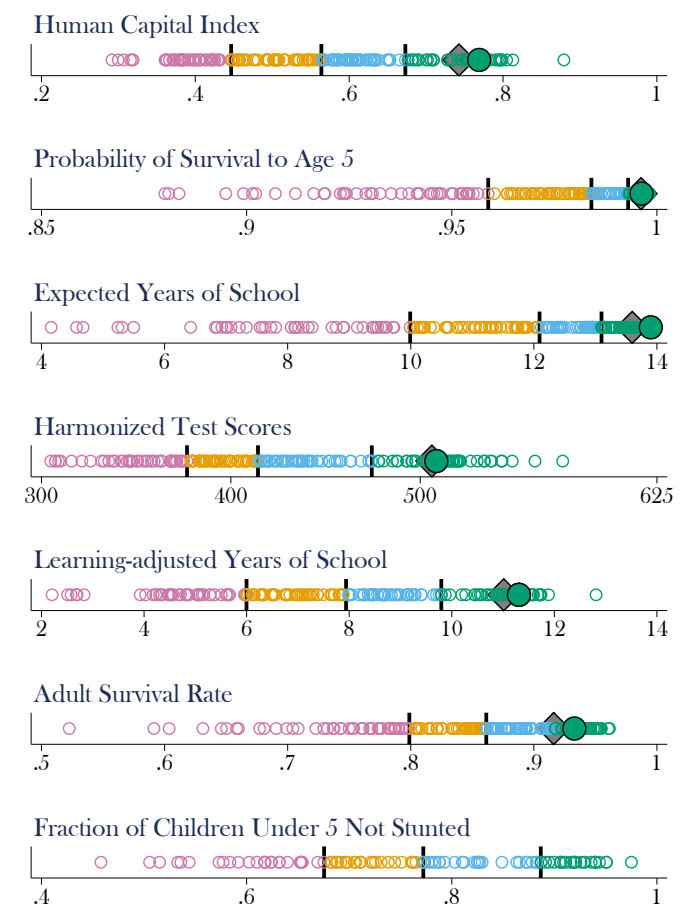 Human Capital Index
.2 .4 .6 .8 1
Probability of Survival to Age 5
.85 .9 .95 1
Expected Years of School
4 6 8 10 12 14
Harmonized Test Scores
300 400 500 625
Learning-adjusted Years of School
2 4 6 8 10 12 14
Adult Survival Rate
.5 .6 .7 .8 .9 1
Fraction of Children Under 5 Not Stunted
.4 .6 .8 1